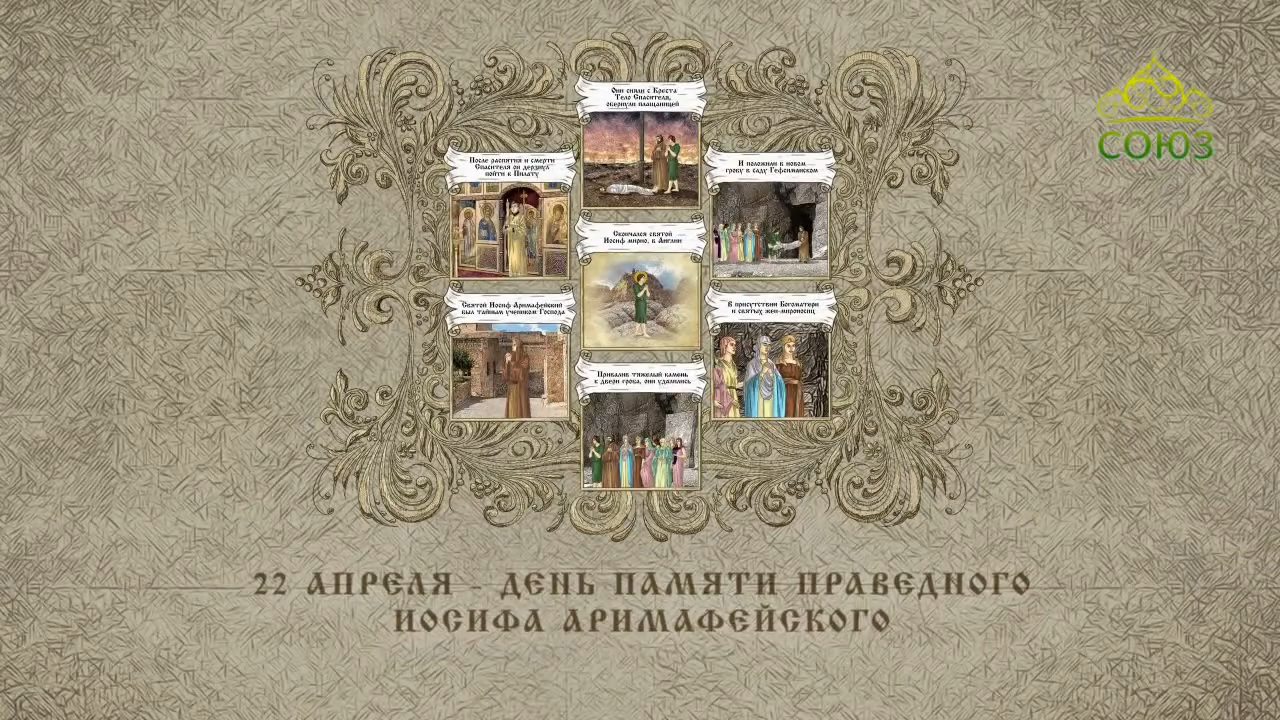 Они сняли с Креста
Тело Спасителя,
обернули плащаницей
После распятия и смерти
Спасителя он дерзнул
пойти к Пилату
И положили в новом
гробу в саду Гефсиманском
СОЮЗ
Скончался святой
Иосиф мирно, в Англии
Святой Иосиф Аримафейский
был тайным учеником Господа
В присутствии Богоматери
и святых жен-мироносиц
Привалив тяжелый камень
к двери гроба, они удалились
22 АПРЕЛЯ - ДЕНЬ ПАМЯТИ ПРАВЕДНОГО
ИОСИФА АРИМАФЕЙСКОГО